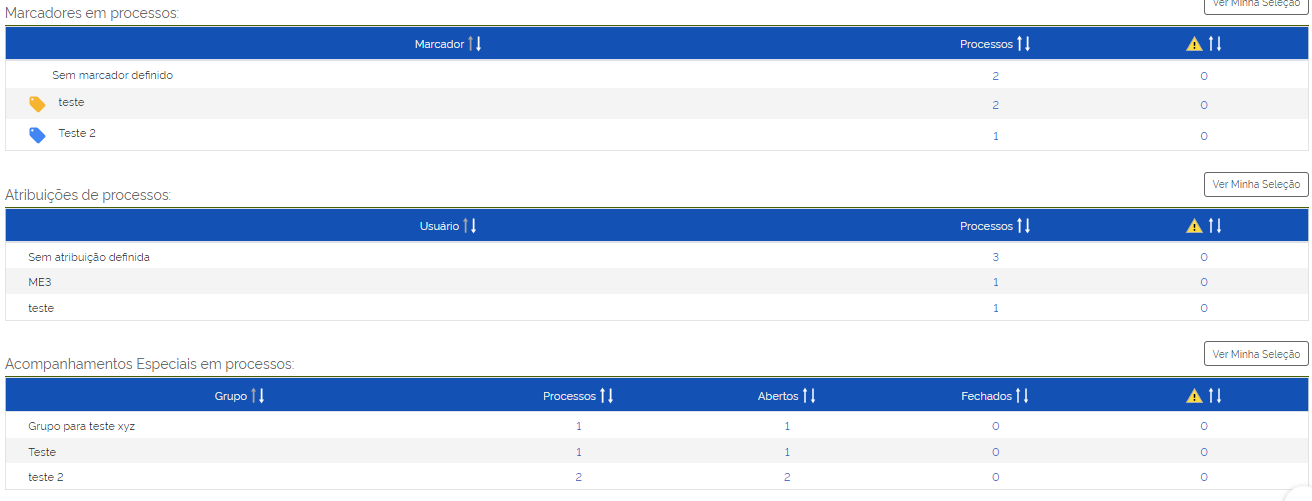 Ver Minha Seleção
Marcadores em processos:
Marcador Processos
Sem marcador definido 2 0
teste 2 0
Teste 2 1 0
Ver Minha Seleção
Atribuições de processos:
Usuário Processos
Sem atribuição definida 3 0
ME3 1 0
teste 1 0
Ver Minha Seleção
Acompanhamentos Especiais em processos:
Grupo Processos Abertos Fechados
Grupo para teste xyz 1 1 0 0
Teste 1 1 0 0
teste 2 2 2 0 0